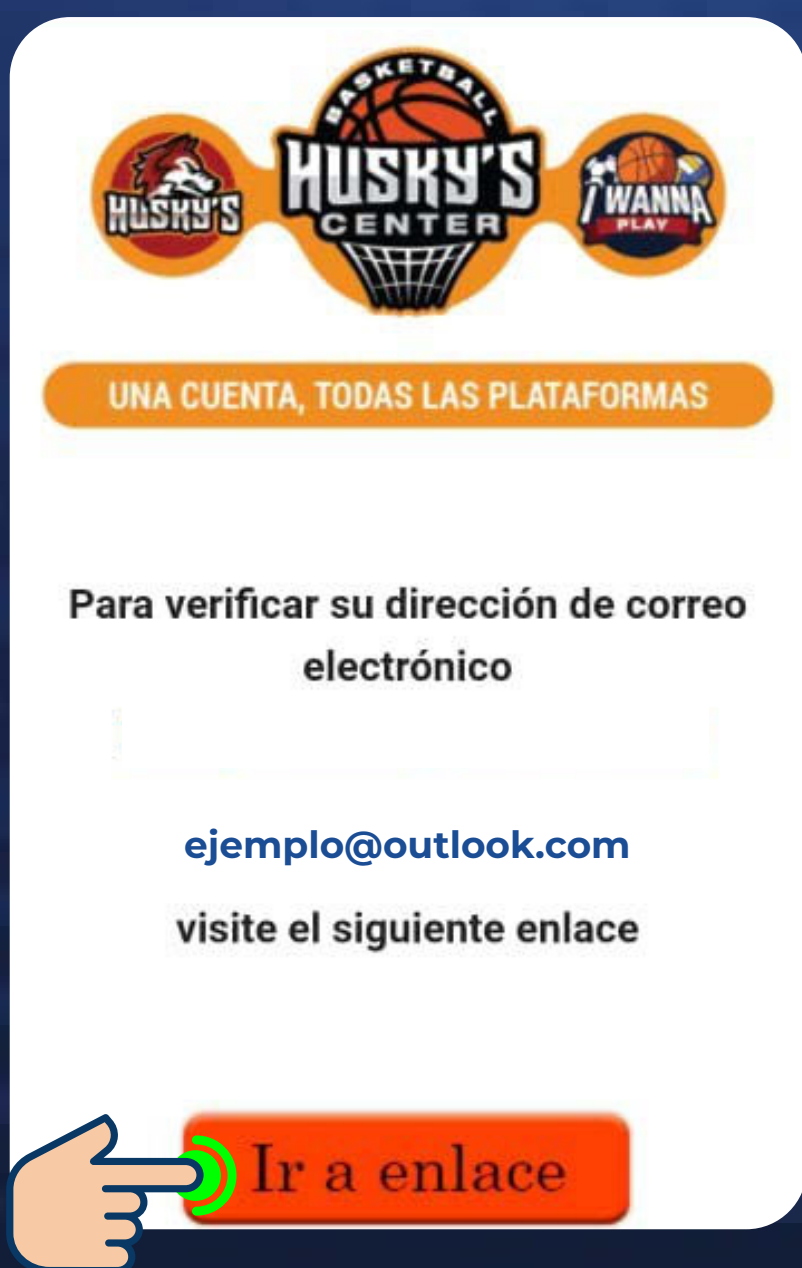 BASKETBALL
HUSKY'S
CENTER
HUSKY'S
I WANNA
PLAY
UNA CUENTA, TODAS LAS PLATAFORMAS
Para verificar su dirección de correo
electrónico
ejemplo@outlook.com
visite el siguiente enlace
Ir a enlace